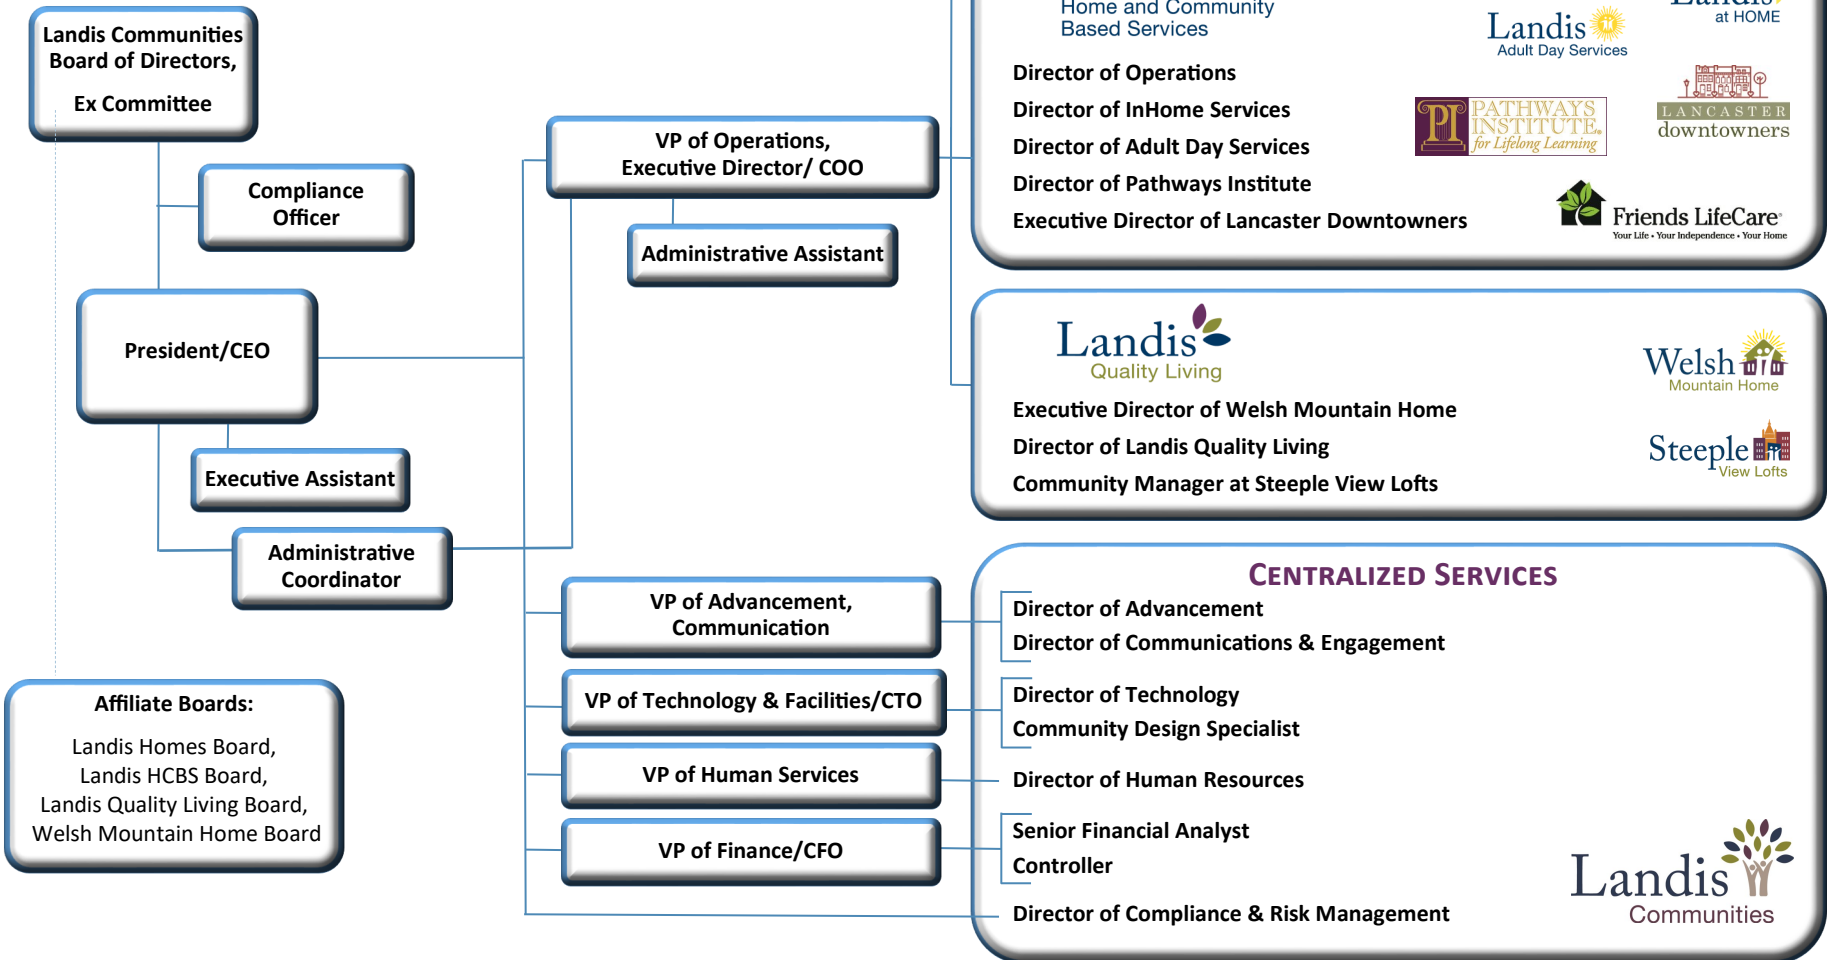 Landis Communities
Board of Directors,
Ex Committee
Compliance
Officer
President/CEO
Executive Assistant
Administrative
Coordinator
Affiliate Boards:
Landis Homes Board,
Landis HCBS Board,
Landis Quality Living Board,
Welsh Mountain Home Board
VP of Operations,
Executive Director/ COO
Administrative Assistant
VP of Advancement,
Communication
VP of Technology & Facilities/CTO
VP of Human Services
VP of Finance/CFO
Home and Community
Based Services
Landis
at HOME
Landis
Adult Day Services
Director of Operations
Director of InHome Services
Director of Adult Day Services
Director of Pathways Institute
Executive Director of Lancaster Downtowners
PI PATHWAYS
INSTITUTE®
for Lifelong Learning
LANCASTER
downtowners
Friends LifeCare®
Your Life • Your Independence • Your Home
Landis
Quality Living
Welsh
Mountain Home
Steeple
View Lofts
Executive Director of Welsh Mountain Home
Director of Landis Quality Living
Community Manager at Steeple View Lofts
CENTRALIZED SERVICES
Director of Advancement
Director of Communications & Engagement
Director of Technology
Community Design Specialist
Director of Human Resources
Senior Financial Analyst
Controller
Director of Compliance & Risk Management
Landis
Communities